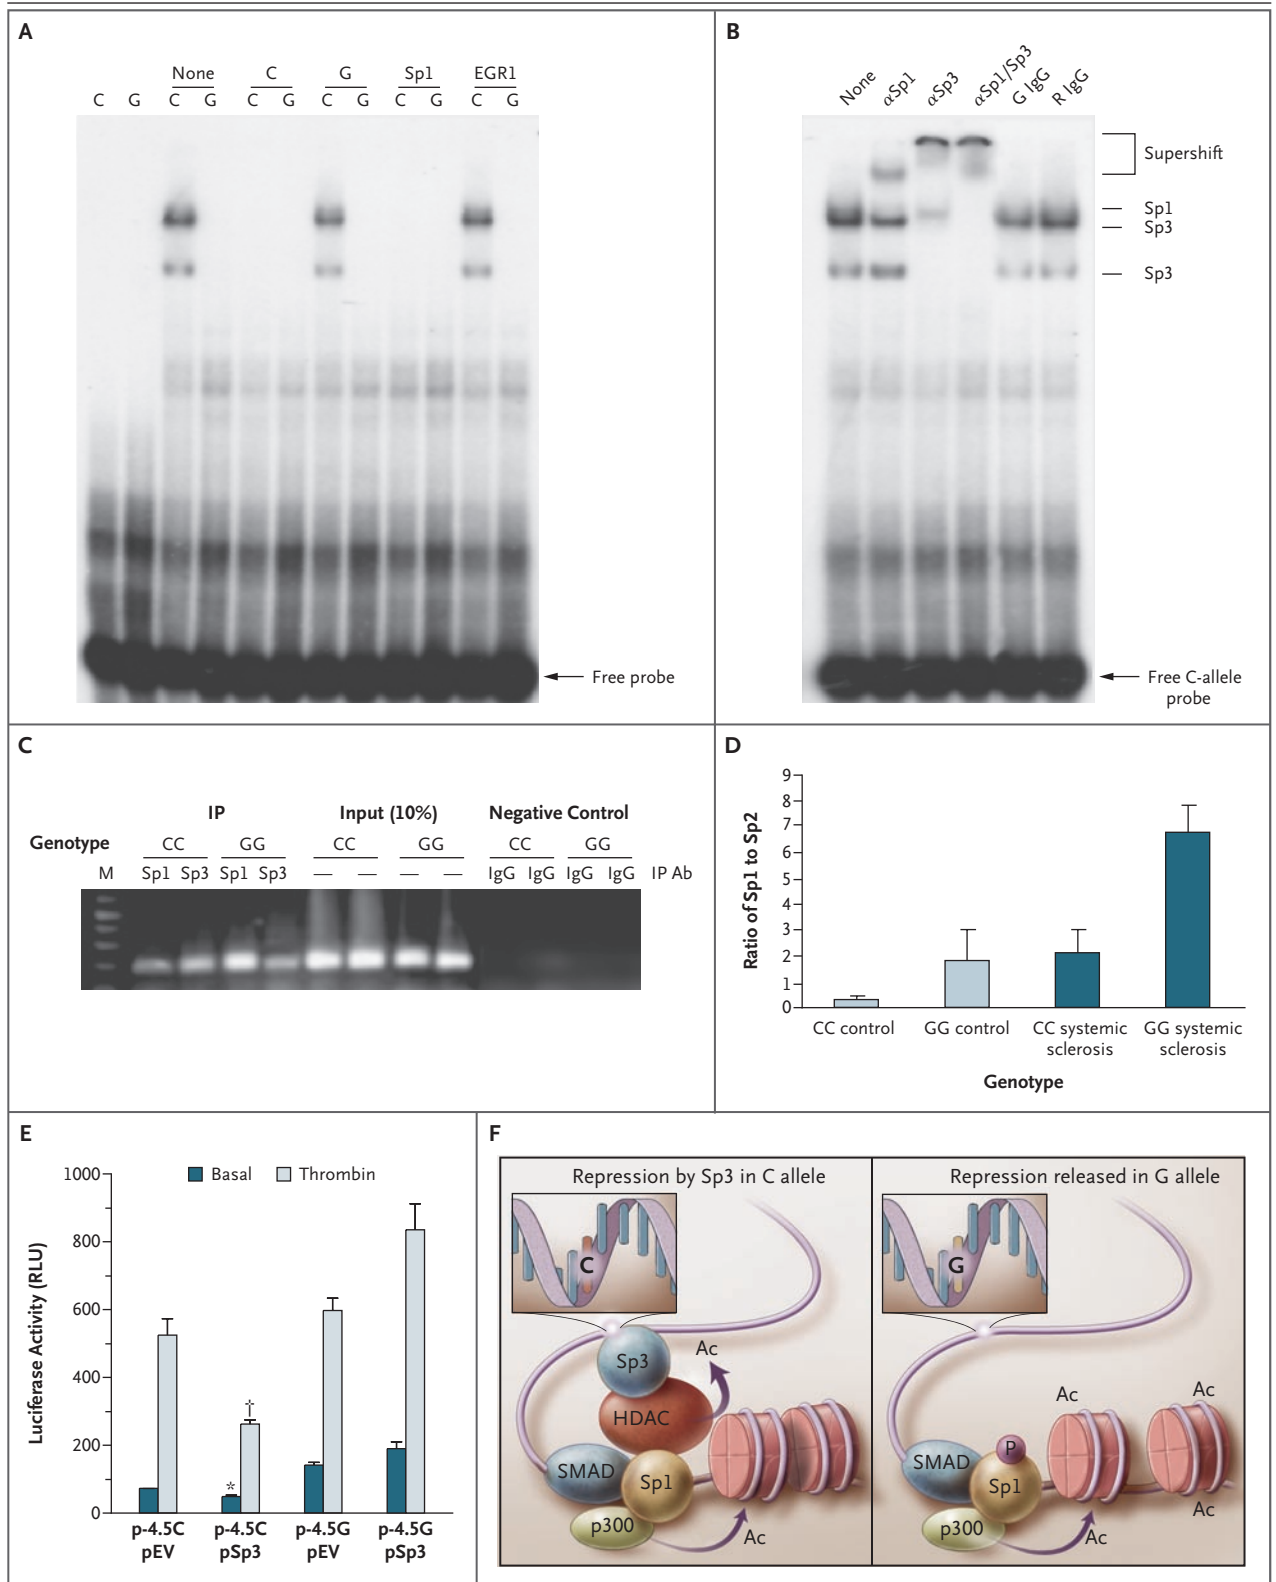 A
None C G Sp1 EGR1
C G C G C G C G C G C G
Free probe
B
None αSp1 αSp3 αSp1/Sp3 G IgG R IgG
Supershift
Sp1
Sp3
Sp3
Free C-allele
probe
C
IP Input (10%) Negative Control
Genotype CC GG CC GG CC GG
M Sp1 Sp3 Sp1 Sp3 — — — — IgG IgG IgG IgG IP Ab
D
Ratio of Sp1 to Sp2
9
8
7
6
5
4
3
2
1
0
CC control GG control CC systemic sclerosis GG systemic sclerosis
Genotype
E
Basal Thrombin
Luciferase Activity (RLU)
1000
800
600
400
200
0
*
†
p-4.5C p-4.5C p-4.5G p-4.5G
pEV pSp3 pEV pSp3
F
Repression by Sp3 in C allele
C
Sp3
Ac
HDAC
SMAD
Sp1
p300
Ac
Repression released in G allele
G
Ac
Ac
P
SMAD
Sp1
p300
Ac
Ac